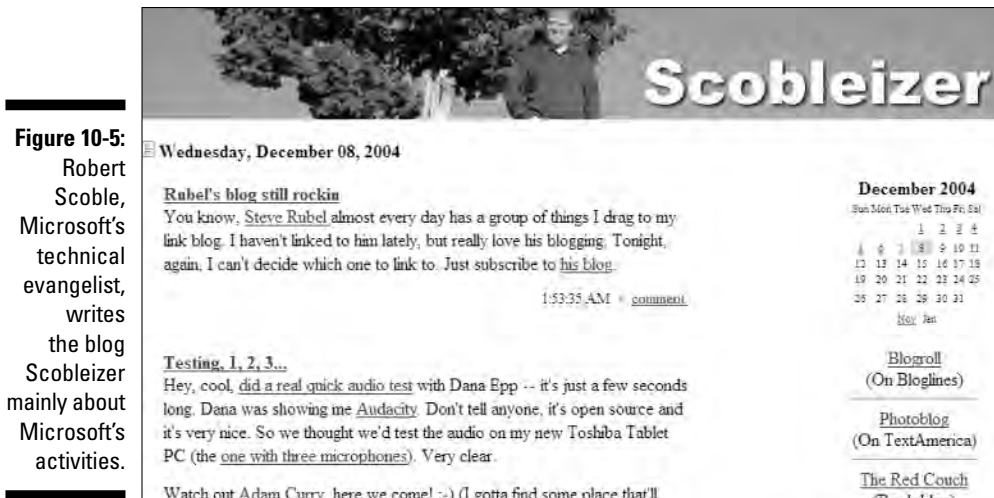 Figure 10-5:
Robert
Scoble,
Microsoft's
technical
evangelist,
writes
the blog
Scobleizer
mainly about
Microsoft's
activities.
Scobleizer
Wednesday, December 08, 2004
Rubel's blog still rockin
You know, Steve Rubel almost every day has a group of things I drag to my
link blog. I haven't linked to him lately, but really love his blogging. Tonight,
again, I can't decide which one to link to. Just subscribe to his blog.
1:53:35 AM comment
Testing, 1, 2, 3...
Hey, cool, did a real quick audio test with Dana Epp -- it's just a few seconds
long. Dana was showing me Audacity. Don't tell anyone, it's open source and
it's very nice. So we thought we'd test the audio on my new Toshiba Tablet
PC (the one with three microphones). Very clear.
Watch out Adam Curry, here we come! :-) (I gotta find some place that'll
December 2004
Sun Mon Tue Wed Thu Fri Sat
1 2 3 4
5 6 7 8 9 10 11
12 13 14 15 16 17 18
19 20 21 22 23 24 25
26 27 28 29 30 31
Nov Jan
Blogroll
(On Bloglines)
Photoblog
(On TextAmerica)
The Red Couch